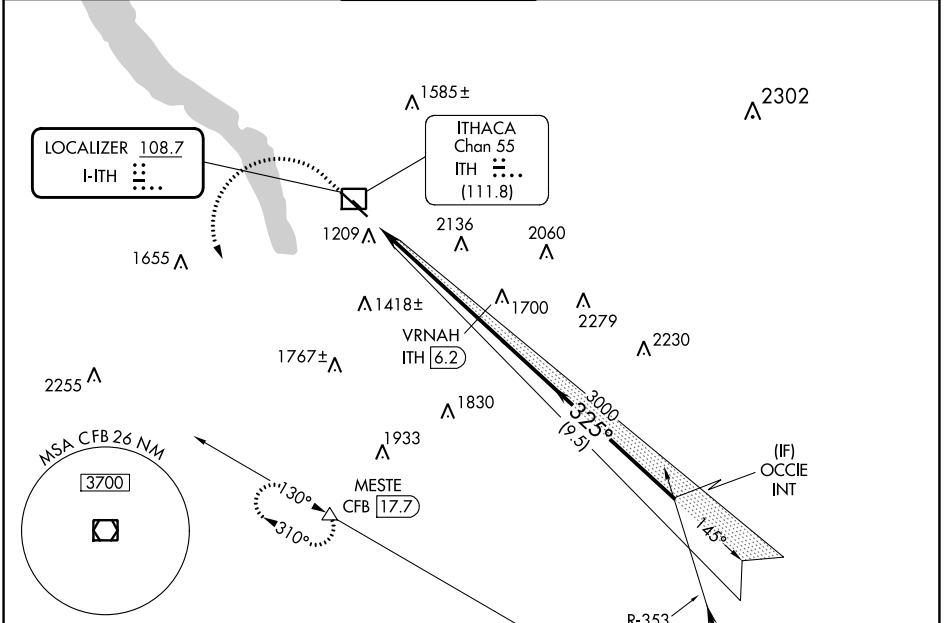 1585±
2302
LOCALIZER 108.7
I-ITH
ITHACA
Chan 55
ITH
(111.8)
1209
2136
2060
1655
1418±
1700
2279
VRNAH
ITH 6.2
2230
1767±
2255
3000
325°
(9.5)
1830
1933
MSA CFB 26 NM
3700
MESTE
CFB 17.7
130°
310°
(IF)
OCCIE
INT
145°
R-353